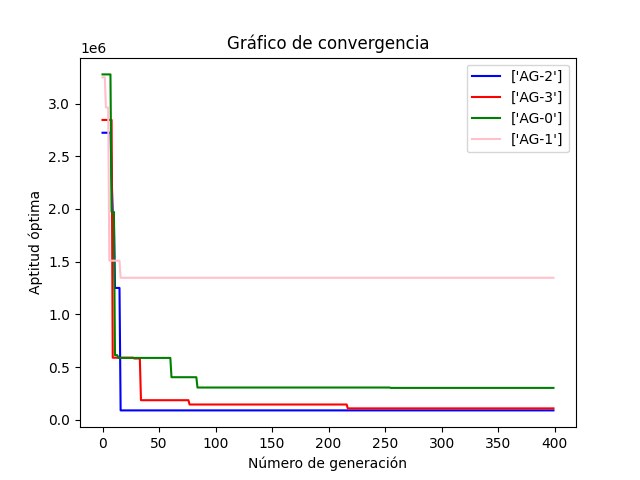 Gráfico de convergencia
1e6
['AG-2']
['AG-3']
['AG-0']
['AG-1']
3.0
2.5
2.0
1.5
1.0
0.5
0.0
Aptitud óptima
0 50 100 150 200 250 300 350 400
Número de generación